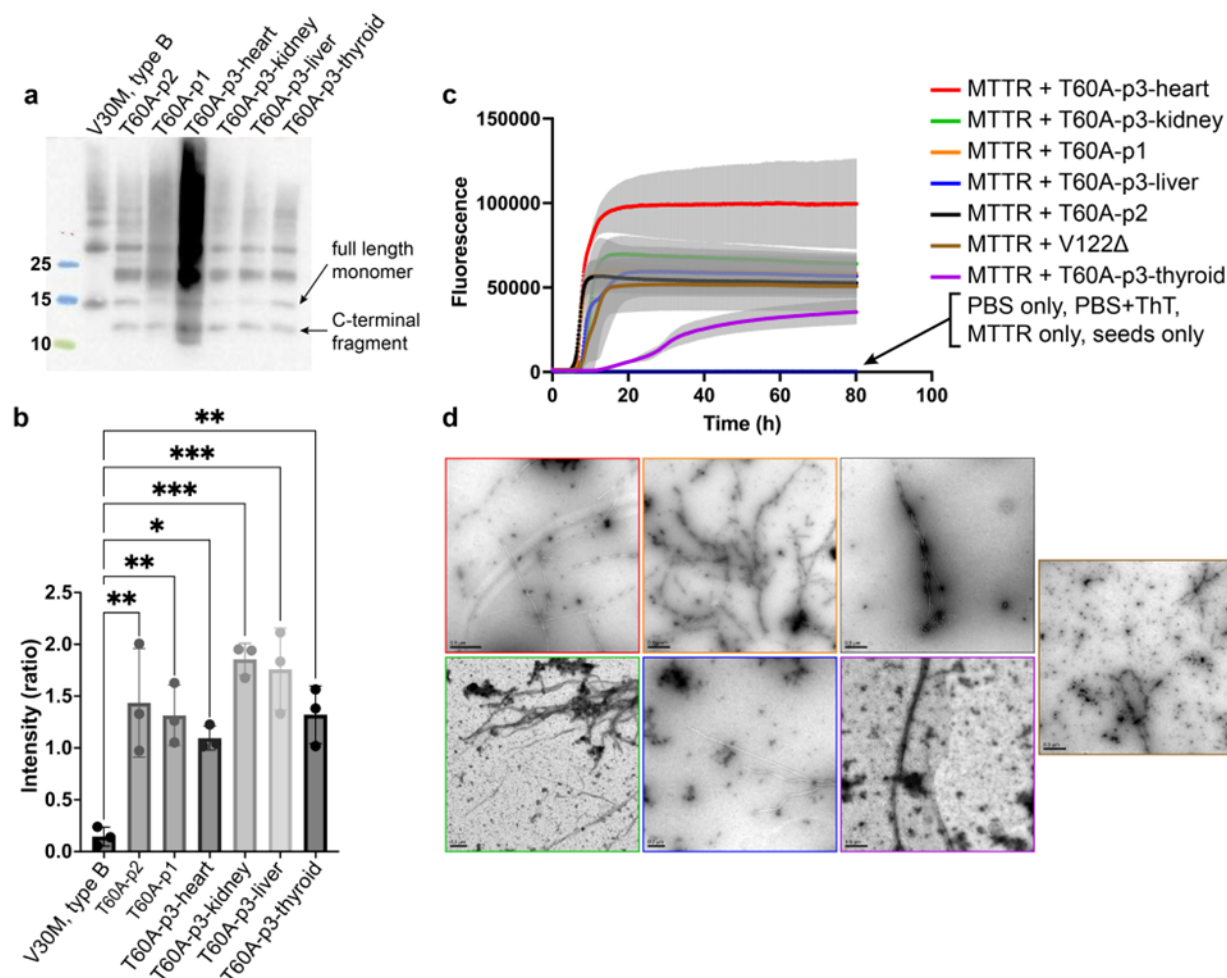 a
V30M, type B
T60A-p2
T60A-p1
T60A-p3-heart
T60A-p3-kidney
T60A-p3-liver
T60A-p3-thyroid
25
15
10
full length
monomer
C-terminal
fragment
b
**
***
***
*
**
**
2.5
2.0
1.5
1.0
0.5
0.0
Intensity (ratio)
V30M, type B
T60A-p2
T60A-p1
T60A-p3-heart
T60A-p3-kidney
T60A-p3-liver
T60A-p3-thyroid
c
150000
100000
50000
0
Fluorescence
0 20 40 60 80 100
Time (h)
MTTR + T60A-p3-heart
MTTR + T60A-p3-kidney
MTTR + T60A-p1
MTTR + T60A-p3-liver
MTTR + T60A-p2
MTTR + V122Δ
MTTR + T60A-p3-thyroid
PBS only, PBS+ThT,
MTTR only, seeds only
d